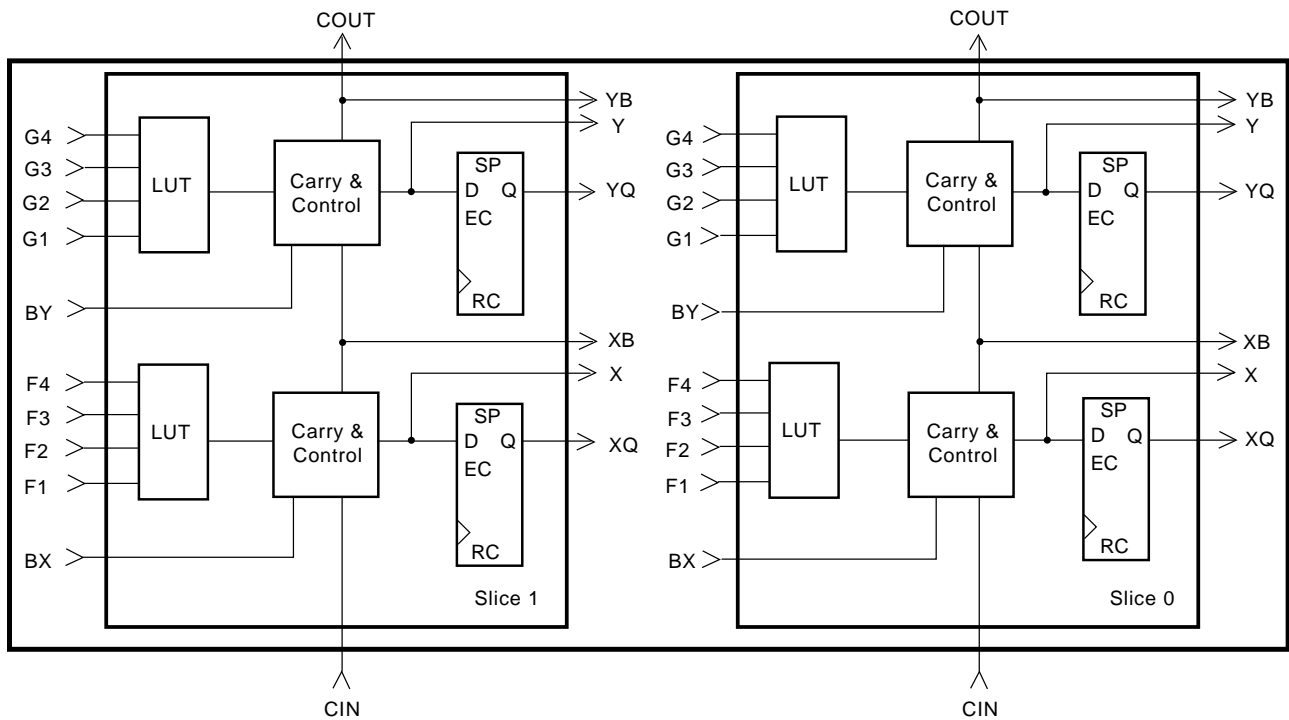 COUT
YB
Y
G4
G3
G2
G1
LUT
Carry &
Control
SP
D Q
EC
RC
YQ
BY
XB
X
F4
F3
F2
F1
LUT
Carry &
Control
SP
D Q
EC
RC
XQ
BX
Slice 1
CIN
COUT
YB
Y
G4
G3
G2
G1
LUT
Carry &
Control
SP
D Q
EC
RC
YQ
BY
XB
X
F4
F3
F2
F1
LUT
Carry &
Control
SP
D Q
EC
RC
XQ
BX
Slice 0
CIN